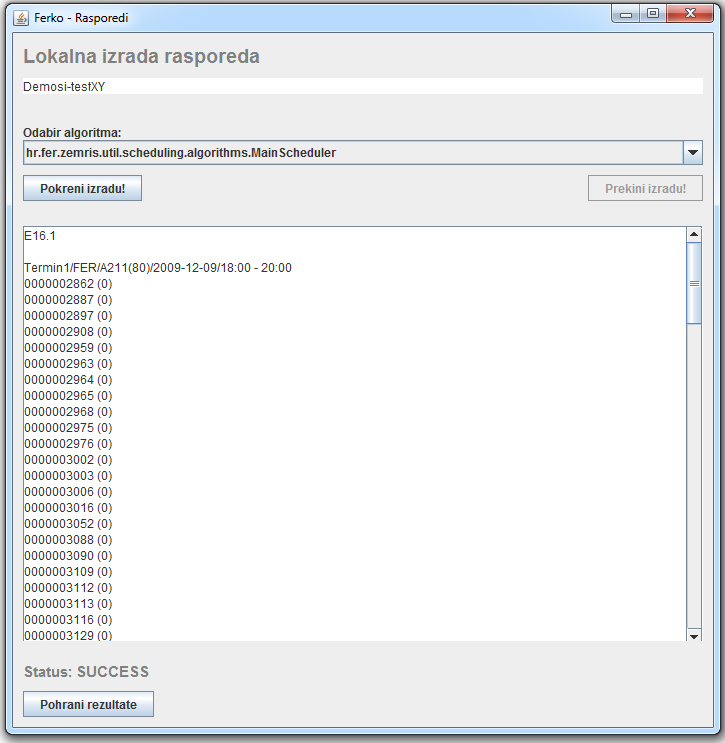 Ferko - Rasporedi
Lokalna izrada rasporeda
Demosi-testXY
Odabir algoritma:
hr.fer.zemris.util.scheduling.algorithms.MainScheduler
Pokreni izradu!
Prekini izradu!
E16.1
Termin1/FER/A211(80)/2009-12-09/18:00 - 20:00
0000002862 (0)
0000002887 (0)
0000002897 (0)
0000002908 (0)
0000002959 (0)
0000002963 (0)
0000002964 (0)
0000002965 (0)
0000002968 (0)
0000002975 (0)
0000002976 (0)
0000003002 (0)
0000003003 (0)
0000003006 (0)
0000003016 (0)
0000003052 (0)
0000003088 (0)
0000003090 (0)
0000003109 (0)
0000003112 (0)
0000003113 (0)
0000003116 (0)
0000003129 (0)
Status: SUCCESS
Pohrani rezultate